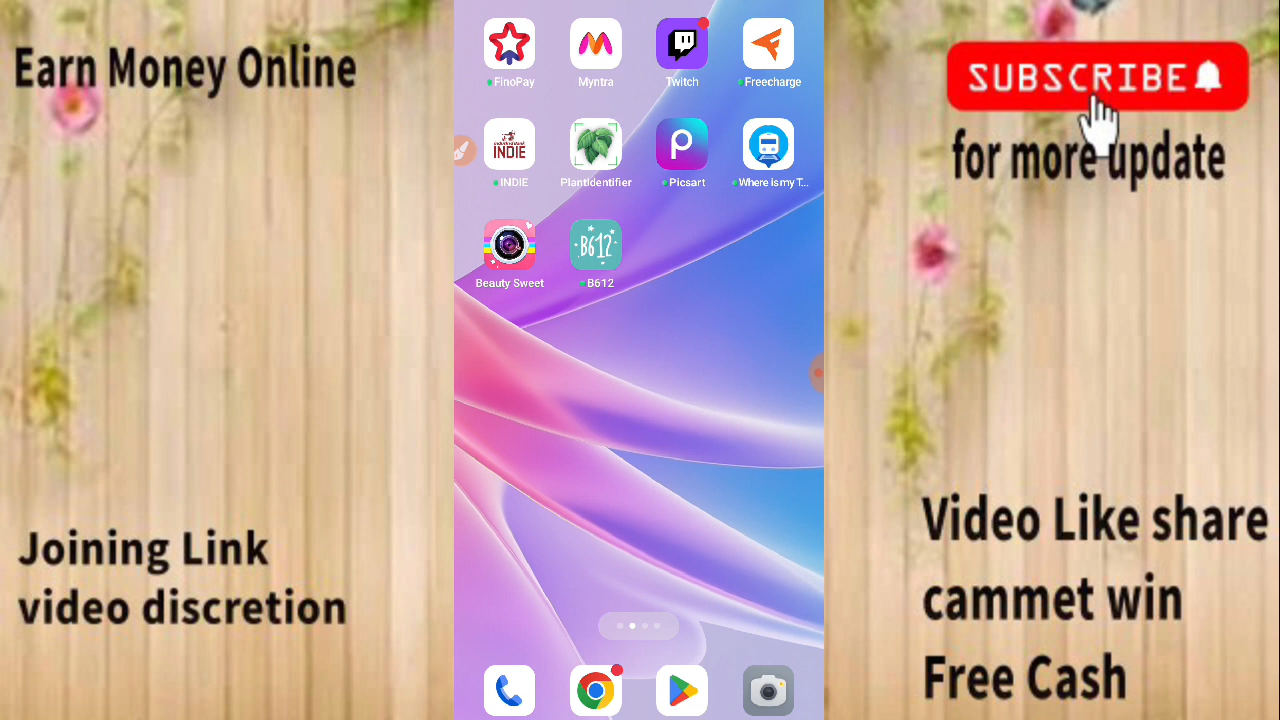 Earn Money Online
Joining Link
video discretion
FinoPay
Myntra
Twitch
Freecharge
INDIE
INDIE
PlantIdentifier
Picsart
Where is my T...
Beauty Sweet
B612
B612
SUBSCRIBE
for more update
Video Like share
cammet win
Free Cash